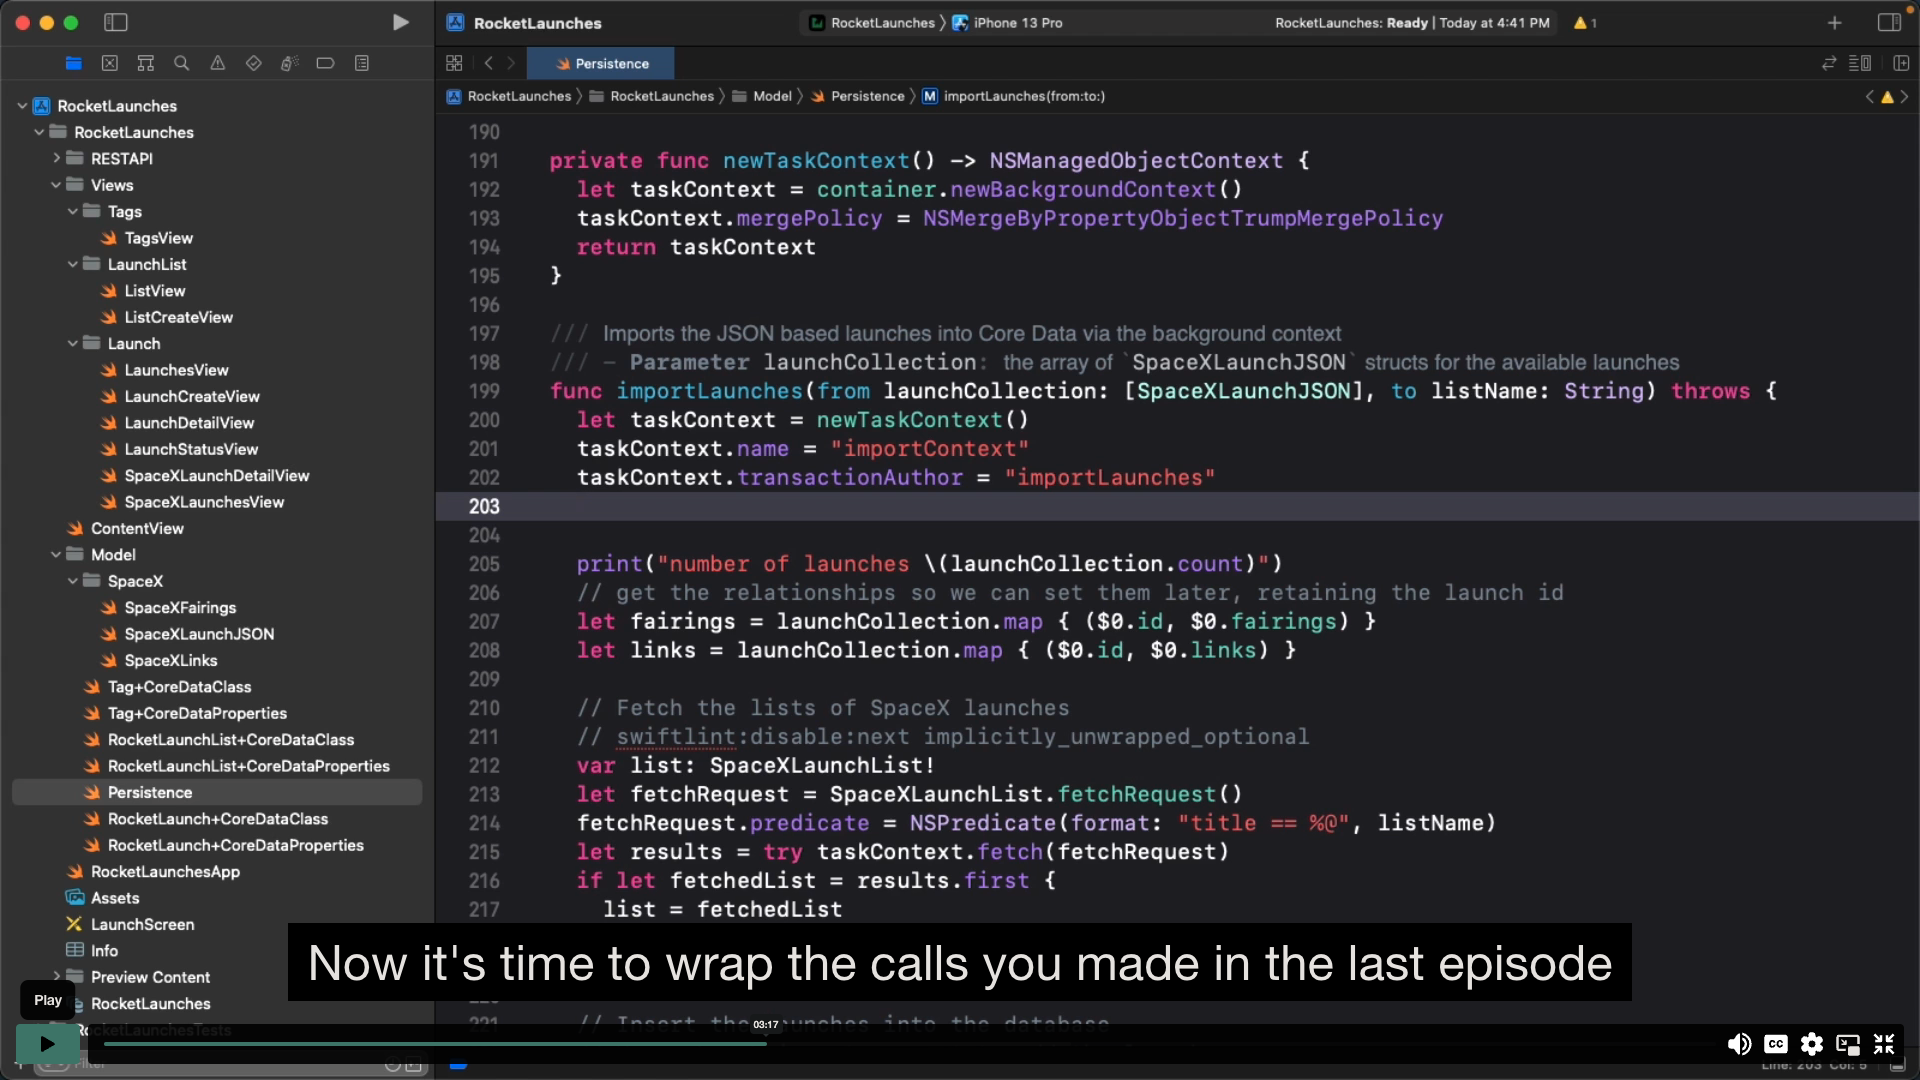 RocketLaunches
RocketLaunches
iPhone 13 Pro
RocketLaunches: Ready | Today at 4:41 PM
1
Persistence
RocketLaunches
RocketLaunches
Model
Persistence
M importLaunches(from:to:)
RocketLaunches
RocketLaunches
RESTAPI
Views
Tags
TagsView
LaunchList
ListView
ListCreateView
Launch
LaunchesView
LaunchCreateView
LaunchDetailView
LaunchStatusView
SpaceXLaunchDetailView
SpaceXLaunchesView
ContentView
Model
SpaceX
SpaceXFairings
SpaceXLaunchJSON
SpaceXLinks
Tag+CoreDataClass
Tag+CoreDataProperties
RocketLaunchList+CoreDataClass
RocketLaunchList+CoreDataProperties
Persistence
RocketLaunch+CoreDataClass
RocketLaunch+CoreDataProperties
RocketLaunchesApp
Assets
LaunchScreen
Info
Preview Content
RocketLaunches
RocketLaunchesTests
Filter
190
191 private func newTaskContext() -> NSManagedObjectContext {
192 let taskContext = container.newBackgroundContext()
193 taskContext.mergePolicy = NSMergeByPropertyObjectTrumpMergePolicy
194 return taskContext
195 }
196
197 /// Imports the JSON based launches into Core Data via the background context
198 /// - Parameter launchCollection: the array of `SpaceXLaunchJSON` structs for the available launches
199 func importLaunches(from launchCollection: [SpaceXLaunchJSON], to listName: String) throws {
200 let taskContext = newTaskContext()
201 taskContext.name = "importContext"
202 taskContext.transactionAuthor = "importLaunches"
203
204
205 print("number of launches \(launchCollection.count)")
206 // get the relationships so we can set them later, retaining the launch id
207 let fairings = launchCollection.map { ($0.id, $0.fairings) }
208 let links = launchCollection.map { ($0.id, $0.links) }
209
210 // Fetch the lists of SpaceX launches
211 // swiftlint:disable:next implicitly_unwrapped_optional
212 var list: SpaceXLaunchList!
213 let fetchRequest = SpaceXLaunchList.fetchRequest()
214 fetchRequest.predicate = NSPredicate(format: "title == %@", listName)
215 let results = try taskContext.fetch(fetchRequest)
216 if let fetchedList = results.first {
217 list = fetchedList
Now it's time to wrap the calls you made in the last episode
221 // Insert the launches into the database
Play
03:17
CC
Line: 203 Col: 5